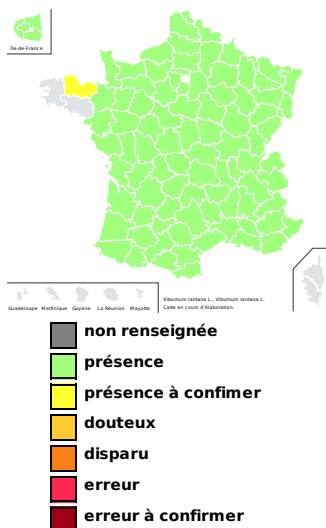 Île-de-France
Guadeloupe Martinique Guyane La Réunion Mayotte
Viburnum lantana L., Viburnum lantana L.
Carte en cours d'élaboration.
non renseignée
présence
présence à confimer
douteux
disparu
erreur
erreur à confirmer